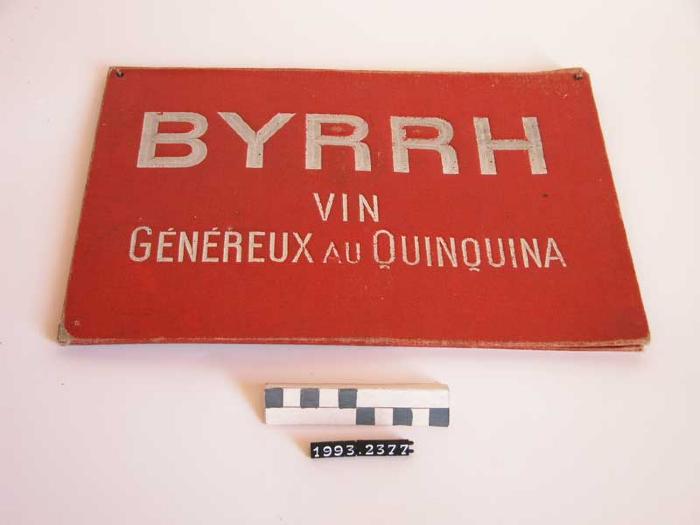 BYRRH
VIN
GÉNÉREUX AU QUINQUINA
1993.2377